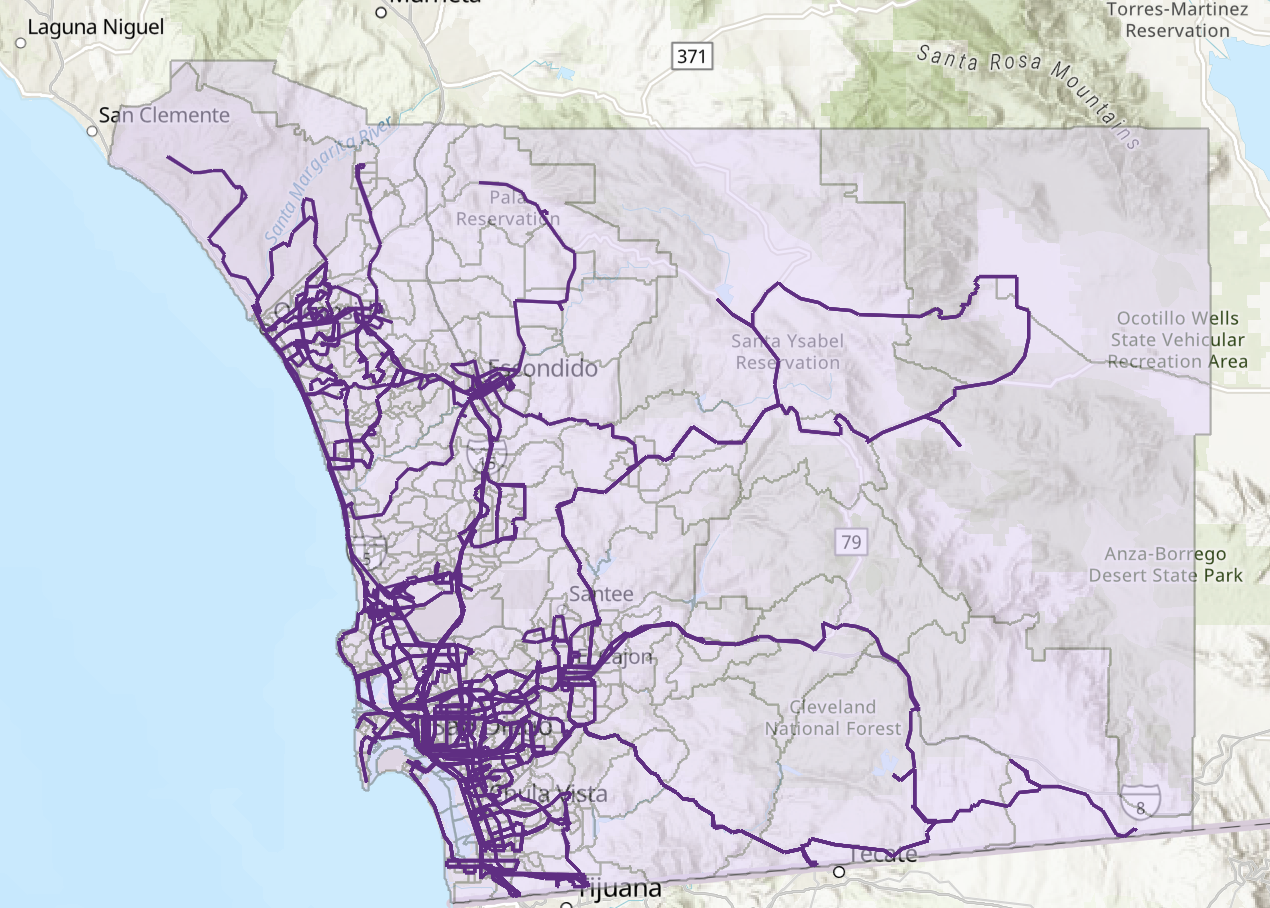 Murrieta
Laguna Niguel
371
Torres-Martinez
Reservation
Santa Rosa Mountains
San Clemente
Santa Margarita River
Pala
Reservation
Ocotillo Wells
State Vehicular
Recreation Area
Santa Ysabel
Reservation
Escondido
15
5
79
Anza-Borrego
Desert State Park
Santee
El Cajon
Cleveland
National Forest
San Diego
Chula Vista
8
Tecate
Tijuana